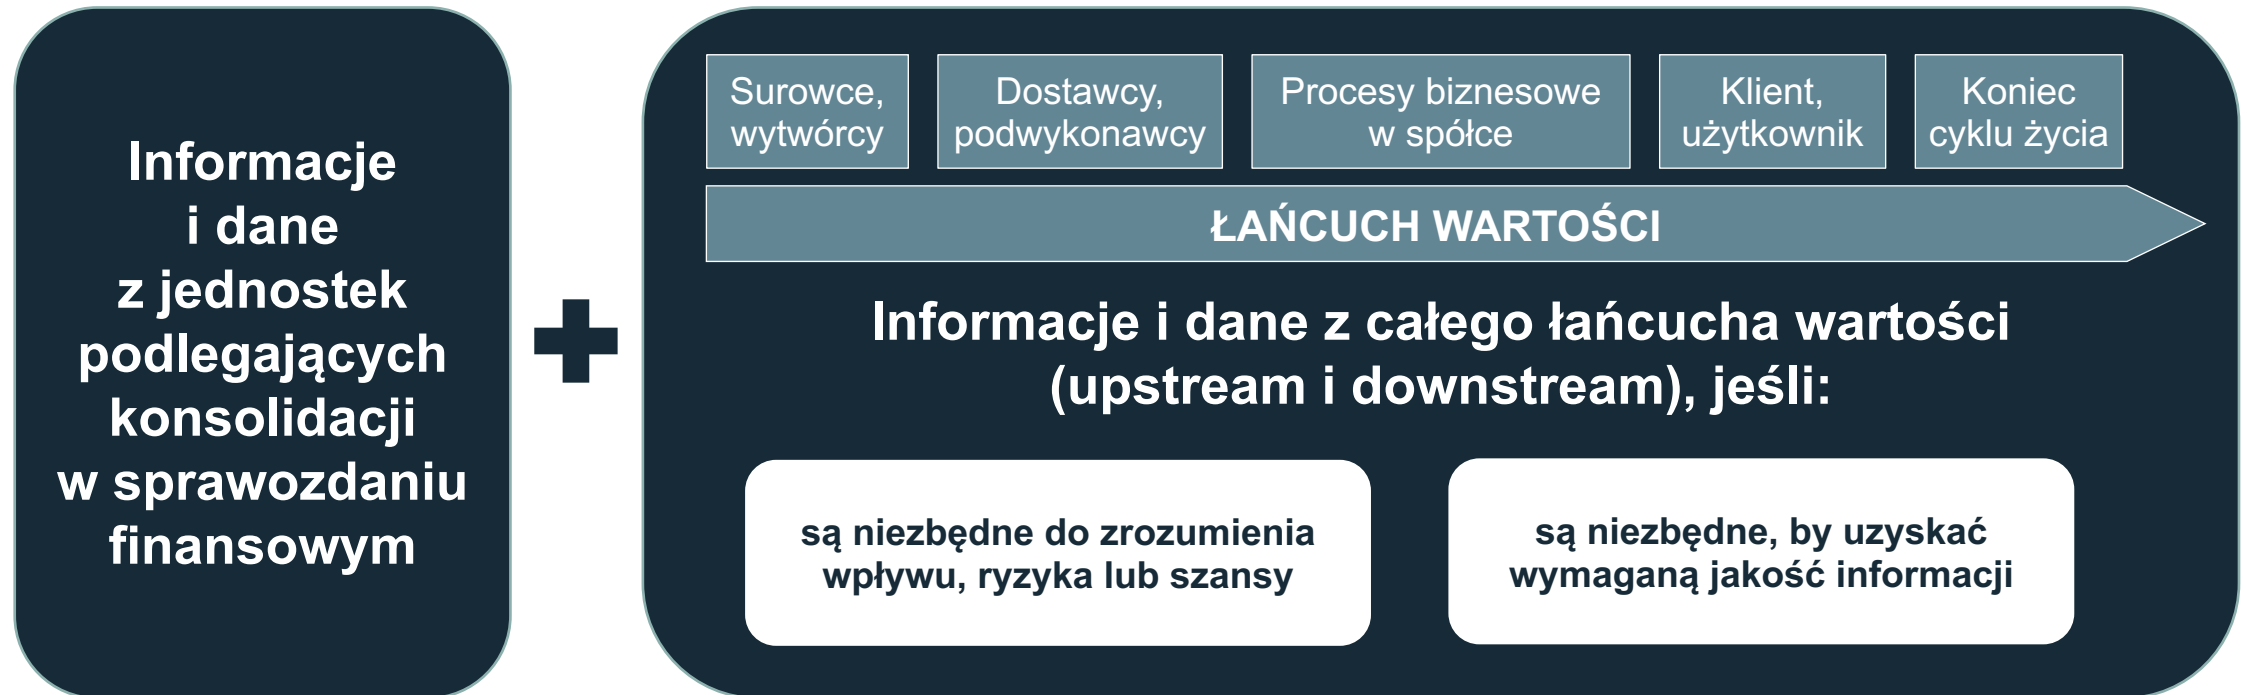 Informacje
i dane
z jednostek
podlegających
konsolidacji
w sprawozdaniu
finansowym
Surowce,
wytwórcy
Dostawcy,
podwykonawcy
Procesy biznesowe
w spółce
Klient,
użytkownik
Koniec
cyklu życia
ŁAŃCUCH WARTOŚCI
Informacje i dane z całego łańcucha wartości
(upstream i downstream), jeśli:
są niezbędne do zrozumienia
wpływu, ryzyka lub szansy
są niezbędne, by uzyskać
wymaganą jakość informacji